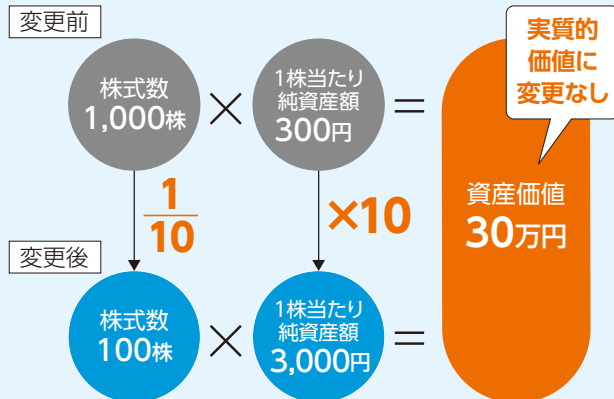 変更前
株式数
1,000株
×
1株当たり
純資産額
300円
=
実質的
価値に
変更なし
1
10
×10
資産価値
30万円
変更後
株式数
100株
×
1株当たり
純資産額
3,000円
=